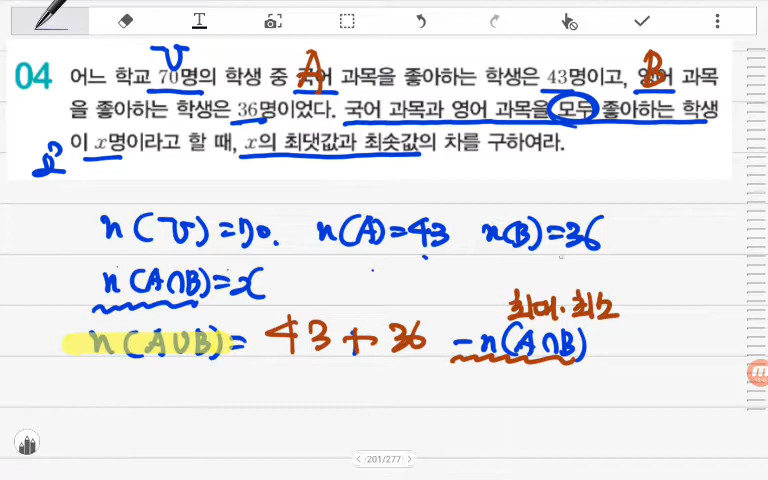 U A B
04 어느 학교 70명의 학생 중 국어 과목을 좋아하는 학생은 43명이고, 영어 과목
을 좋아하는 학생은 36명이었다. 국어 과목과 영어 과목을 모두 좋아하는 학생
이 x명이라고 할 때, x의 최댓값과 최솟값의 차를 구하여라.
n(U)=70. n(A)=43 n(B)=36
n(A∩B)=x
최대·최소
n(A∪B)= 43+36 -n(A∩B)
201/277